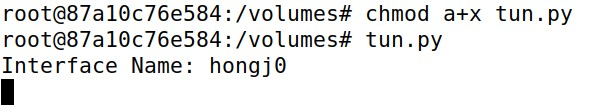 root@87a10c76e584:/volumes# chmod a+x tun.py
root@87a10c76e584:/volumes# tun.py
Interface Name: hongj0